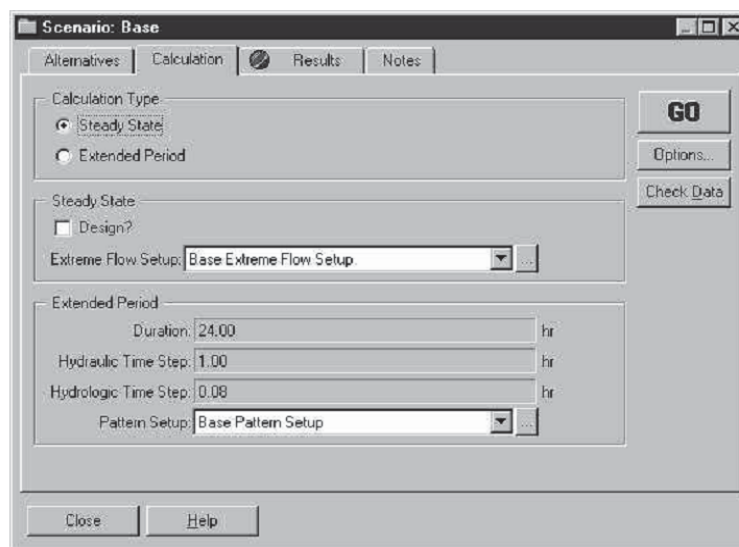 Scenario: Base
Alternatives Calculation Results Notes
Calculation Type
Steady State
Extended Period
GO
Options...
Check Data
Steady State
Design?
Extreme Flow Setup: Base Extreme Flow Setup
...
Extended Period
Duration: 24.00 hr
Hydraulic Time Step: 1.00 hr
Hydrologic Time Step: 0.08 hr
Pattern Setup: Base Pattern Setup
...
Close Help